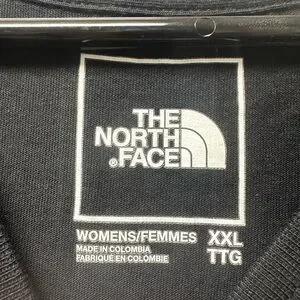 THE
NORTH
FACE®
WOMENS/FEMMES XXL
MADE IN COLOMBIA TTG
FABRIQUÉ EN COLOMBIE